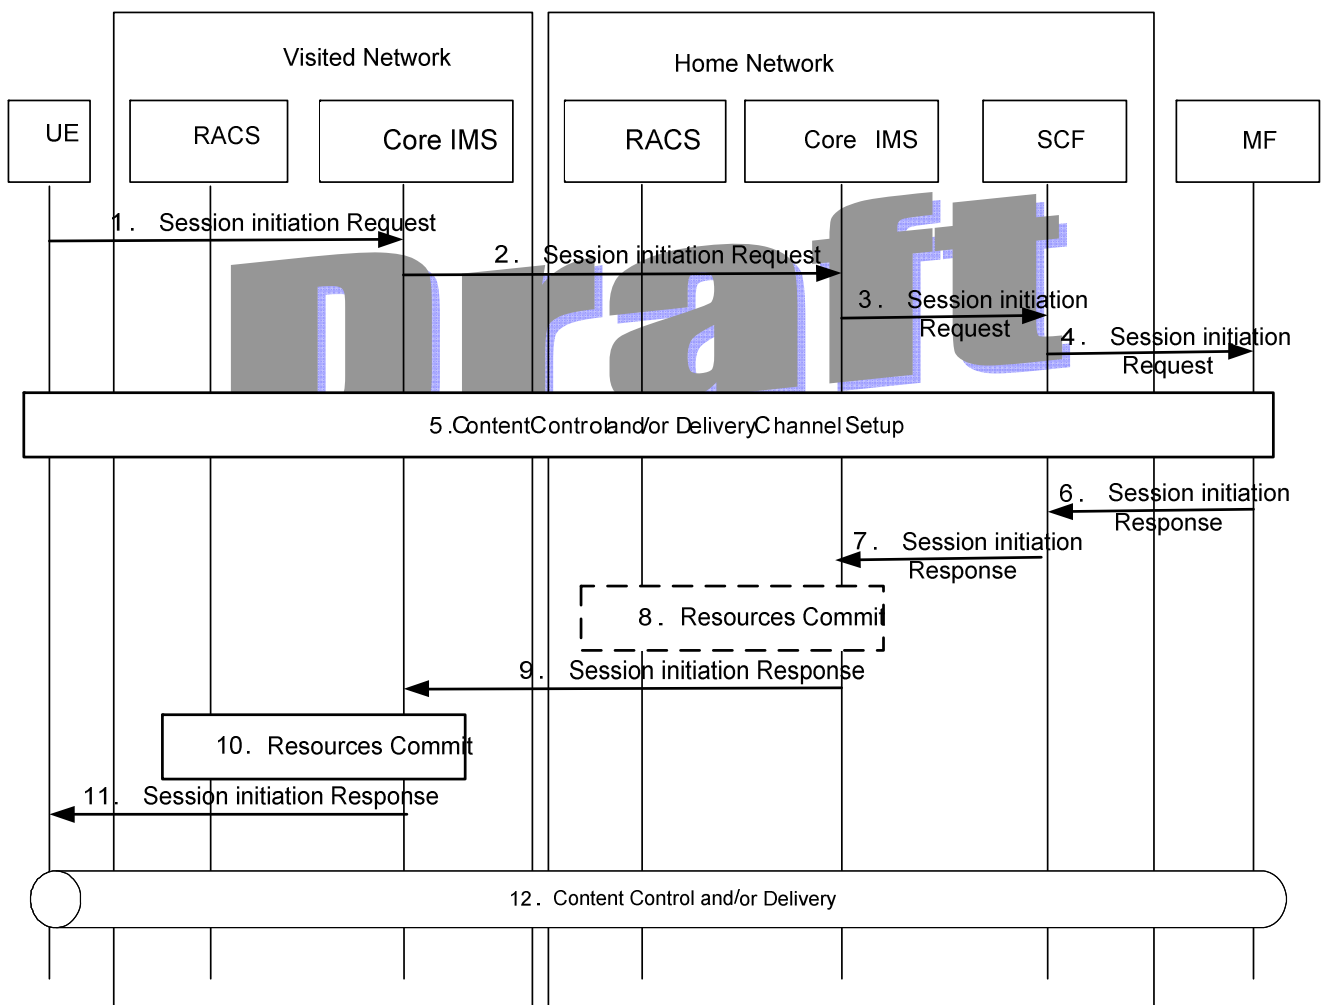 Visited Network
Home Network
UE
RACS
Core IMS
RACS
Core IMS
SCF
MF
1. Session initiation Request
2. Session initiation Request
3. Session initiation
Request
4. Session initiation
Request
Draft
5.ContentControland/or DeliveryChannel Setup
6. Session initiation
Response
7. Session initiation
Response
8. Resources Commit
9. Session initiation Response
10. Resources Commit
11. Session initiation Response
12. Content Control and/or Delivery